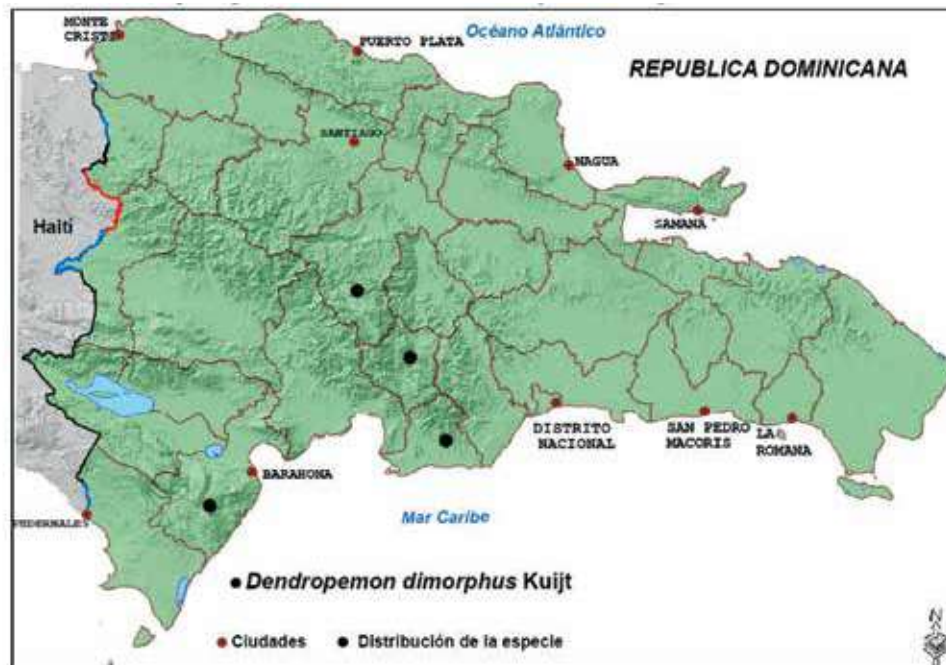 MONTE
CRISTI
PUERTO PLATA
Océano Atlántico
REPUBLICA DOMINICANA
SANTIAGO
NAGUA
SAMANA
Haití
DISTRITO
NACIONAL
SAN PEDRO
MACORIS
LA
ROMANA
BARAHONA
PEDERNALES
Mar Caribe
Dendropemon dimorphus Kuijt
Ciudades
Distribución de la especie
N